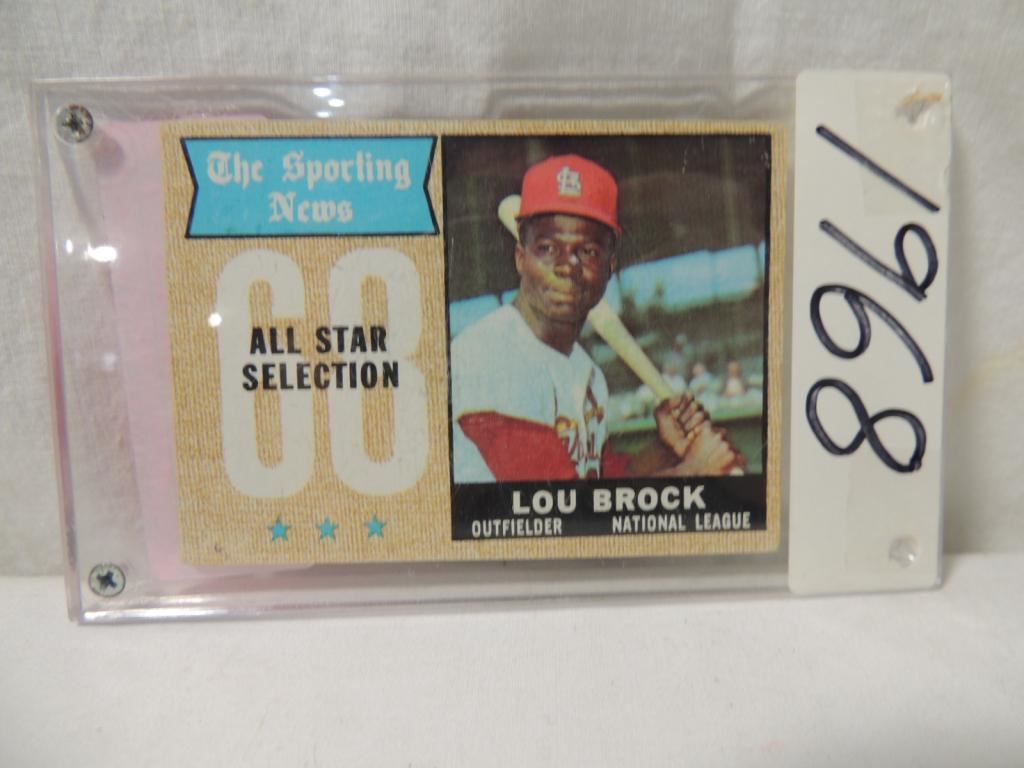 The Sporting
News
68
ALL STAR
SELECTION
LOU BROCK
OUTFIELDER NATIONAL LEAGUE
1968